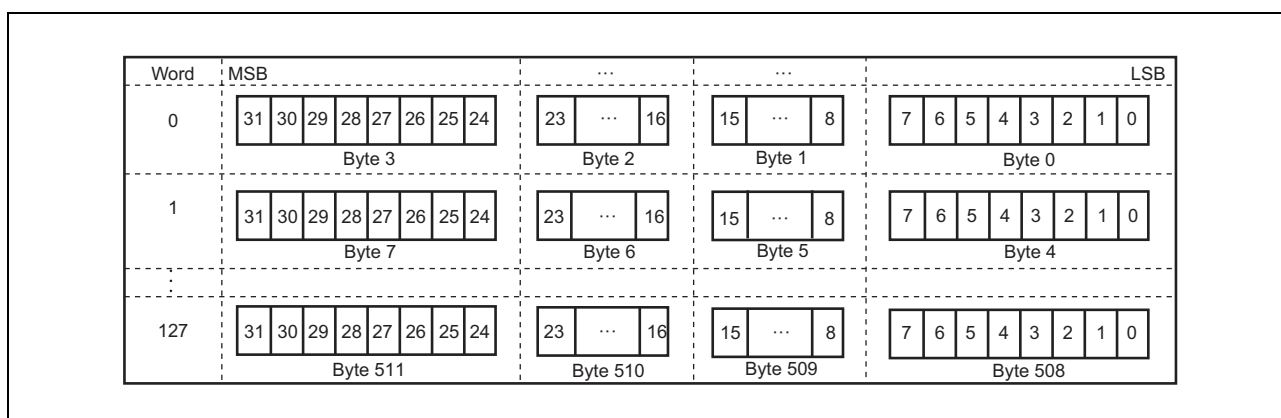 Word MSB ... ... LSB
0 31 30 29 28 27 26 25 24 23 ... 16 15 ... 8 7 6 5 4 3 2 1 0
Byte 3 Byte 2 Byte 1 Byte 0
1 31 30 29 28 27 26 25 24 23 ... 16 15 ... 8 7 6 5 4 3 2 1 0
Byte 7 Byte 6 Byte 5 Byte 4
⋮
127 31 30 29 28 27 26 25 24 23 ... 16 15 ... 8 7 6 5 4 3 2 1 0
Byte 511 Byte 510 Byte 509 Byte 508